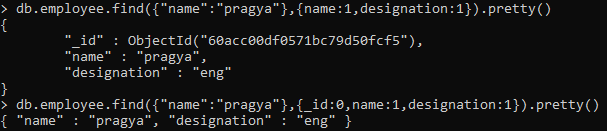 > db.employee.find({"name":"pragya"},{name:1,designation:1}).pretty()
{
        "_id" : ObjectId("60acc00df0571bc79d50fcf5"),
        "name" : "pragya",
        "designation" : "eng"
}
> db.employee.find({"name":"pragya"},{_id:0,name:1,designation:1}).pretty()
{ "name" : "pragya", "designation" : "eng" }